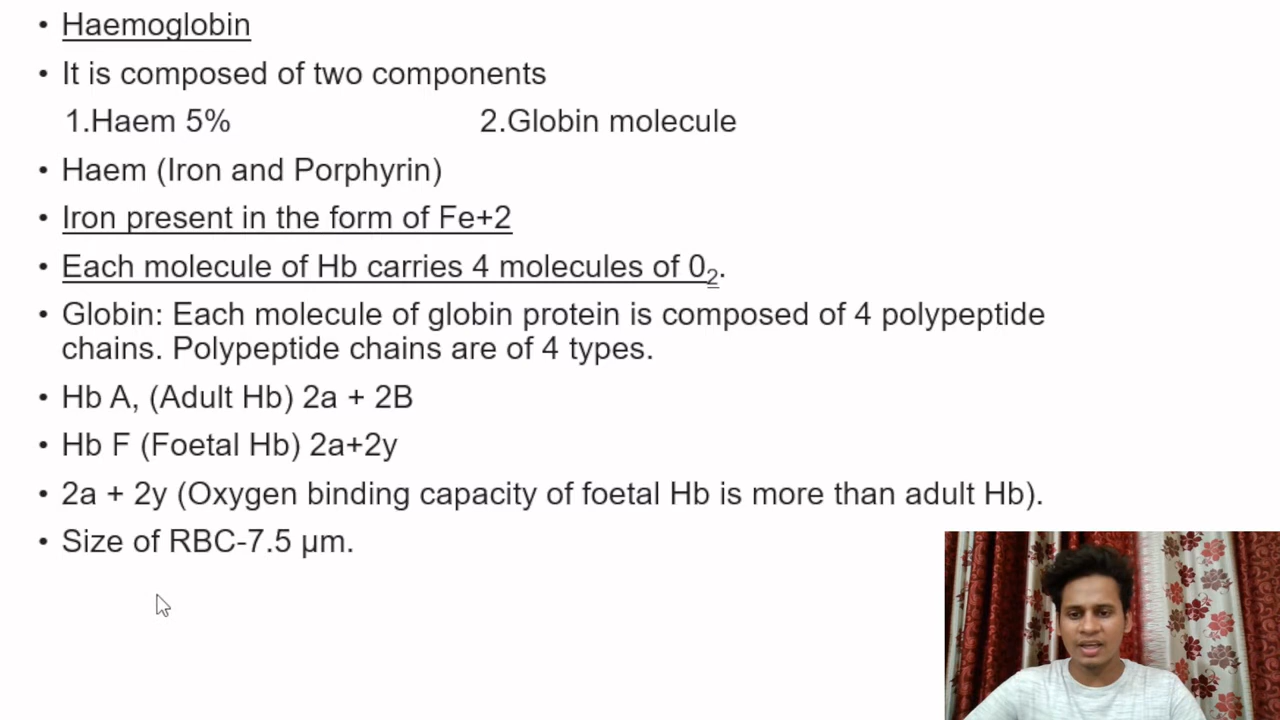 • Haemoglobin
• It is composed of two components
1.Haem 5% 2.Globin molecule
• Haem (Iron and Porphyrin)
• Iron present in the form of Fe+2
• Each molecule of Hb carries 4 molecules of 0₂.
• Globin: Each molecule of globin protein is composed of 4 polypeptide
chains. Polypeptide chains are of 4 types.
• Hb A, (Adult Hb) 2a + 2B
• Hb F (Foetal Hb) 2a+2y
• 2a + 2y (Oxygen binding capacity of foetal Hb is more than adult Hb).
• Size of RBC-7.5 μm.